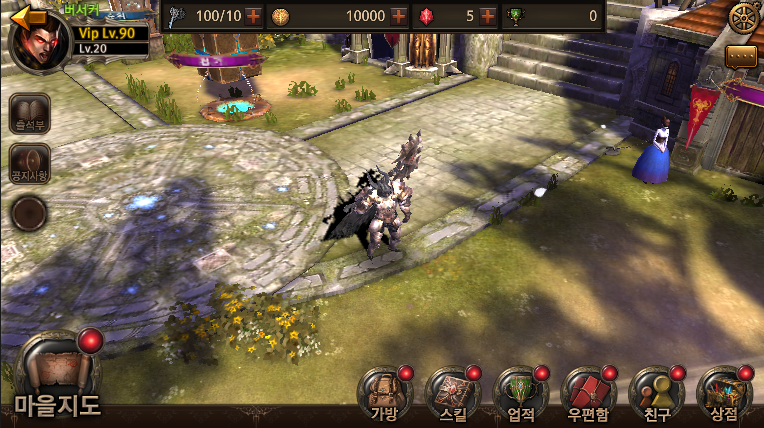 버서커
Vip Lv.90
Lv.20
100/10
10000
5
0
출석부
공지사항
마을지도
가방
스킬
업적
우편함
친구
상점